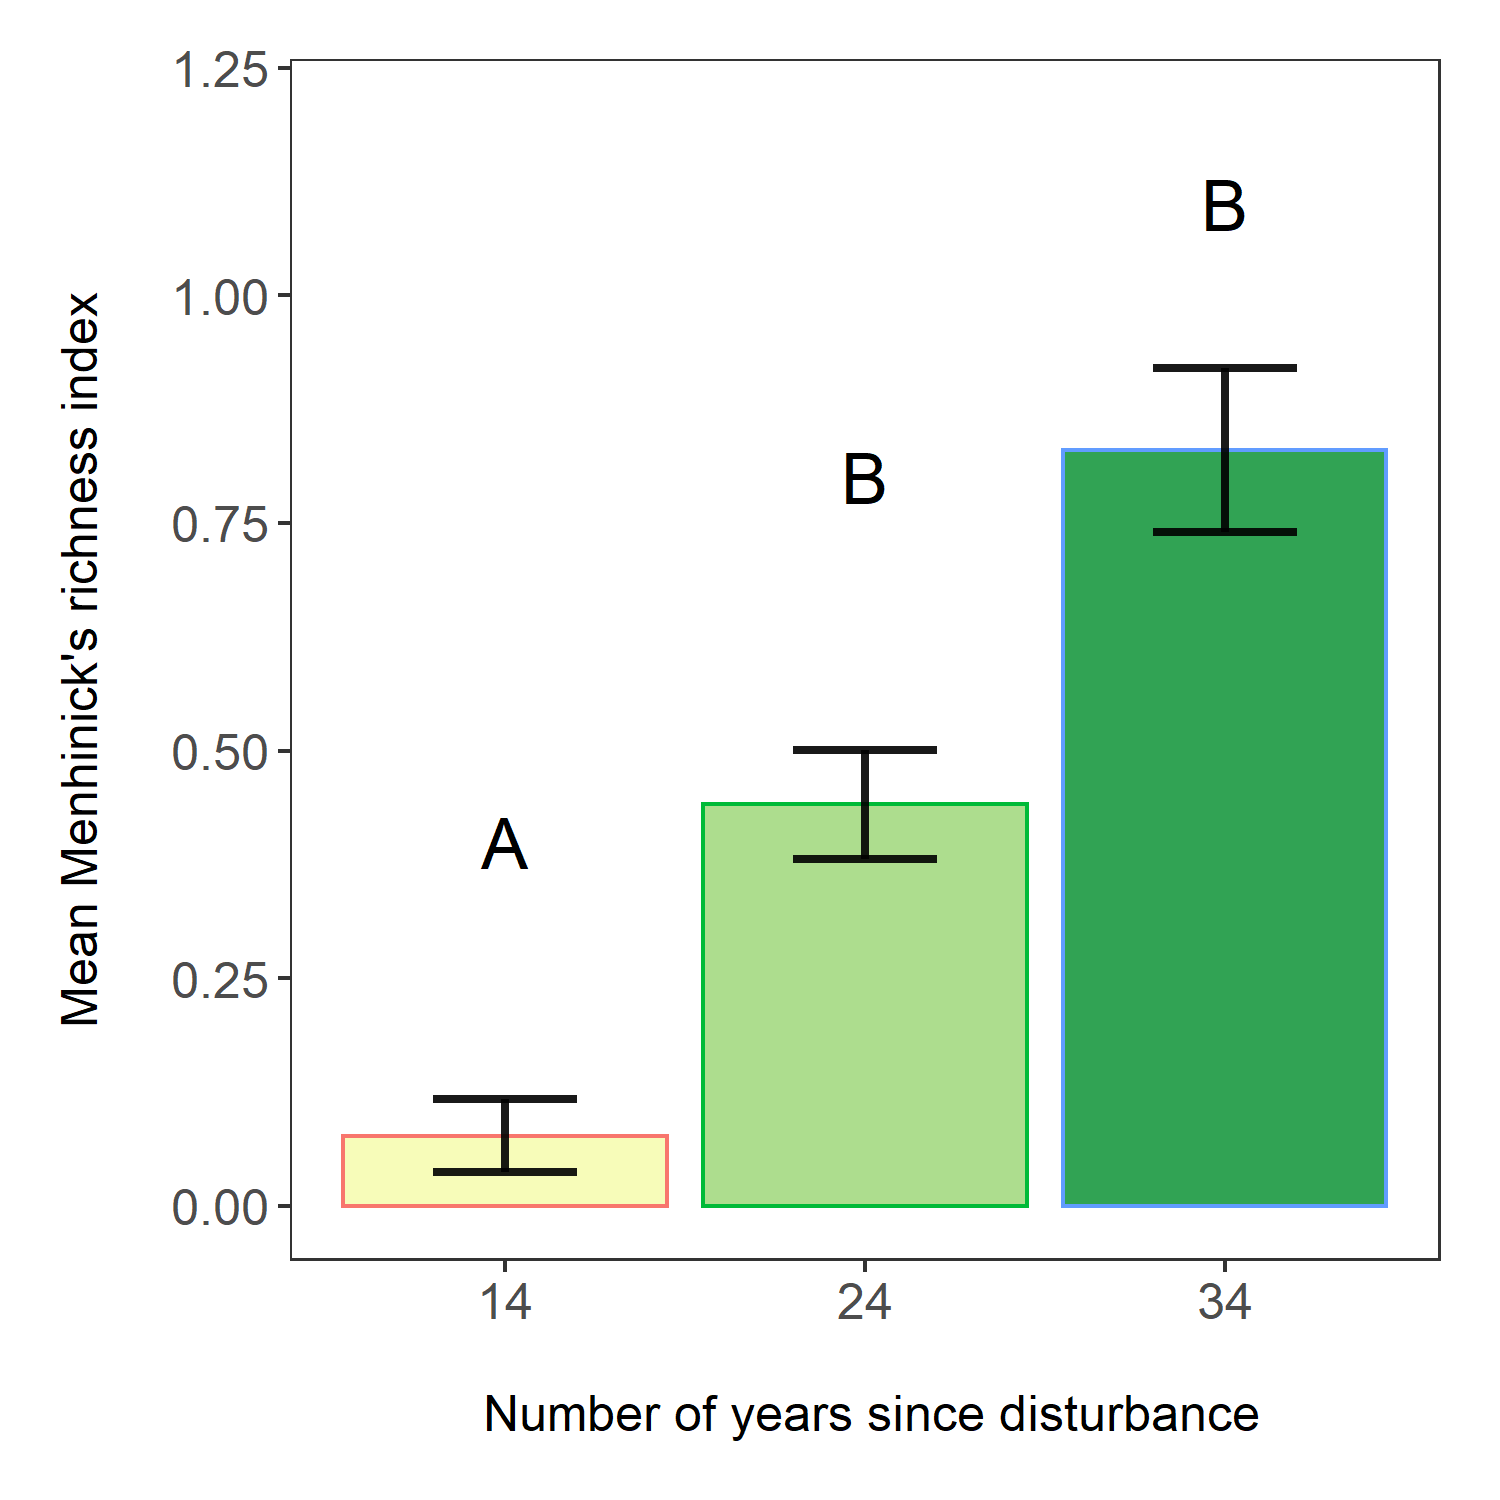 1.25
1.00
0.75
0.50
0.25
0.00
Mean Menhinick's richness index
A
B
B
14
24
34
Number of years since disturbance